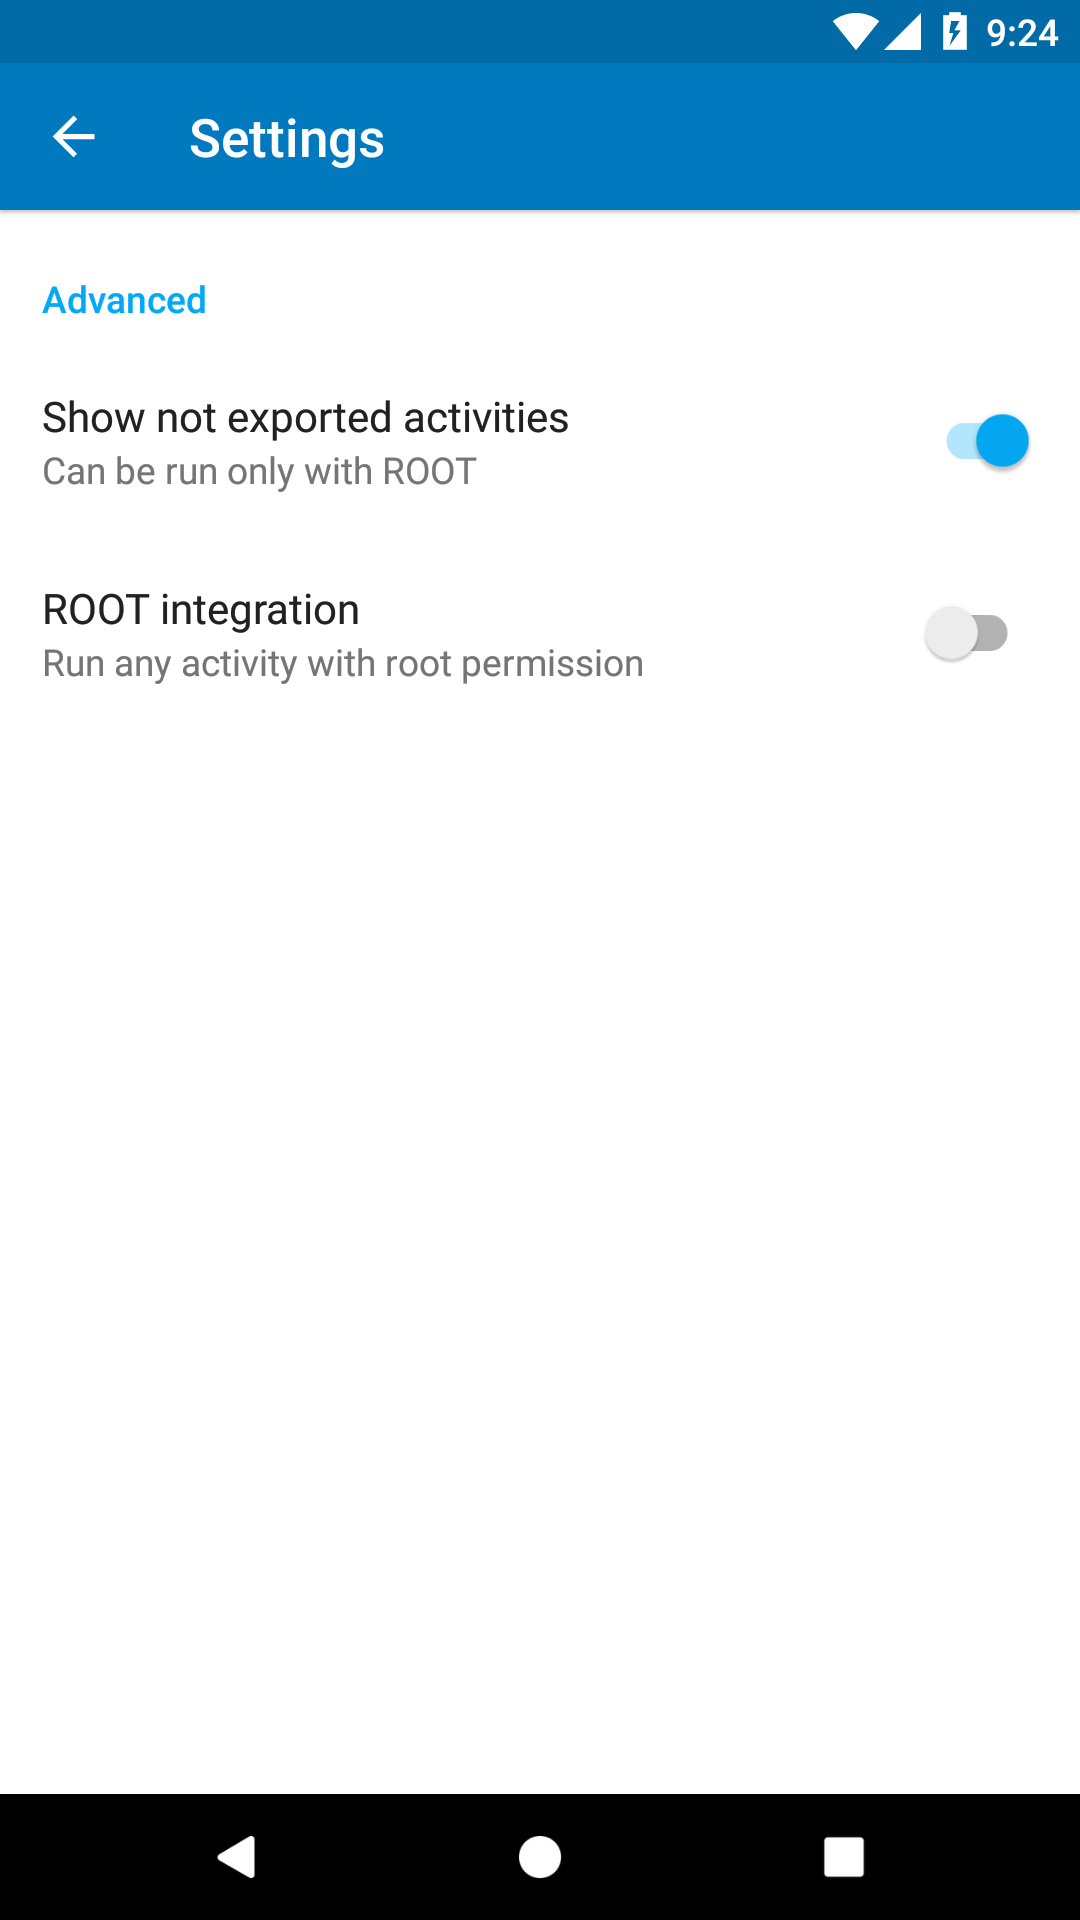 9:24
Settings
Advanced
Show not exported activities
Can be run only with ROOT
ROOT integration
Run any activity with root permission